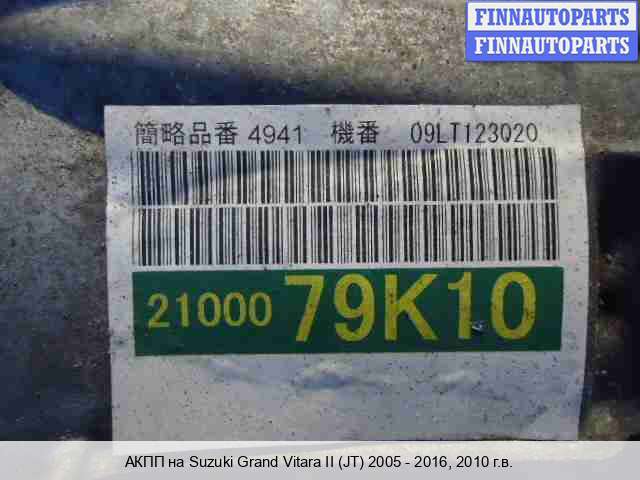 FINNAUTOPARTS
FINNAUTOPARTS
簡略品番 4941 機番 09LT123020
21000 79K10
АКПП на Suzuki Grand Vitara II (JT) 2005 - 2016, 2010 г.в.